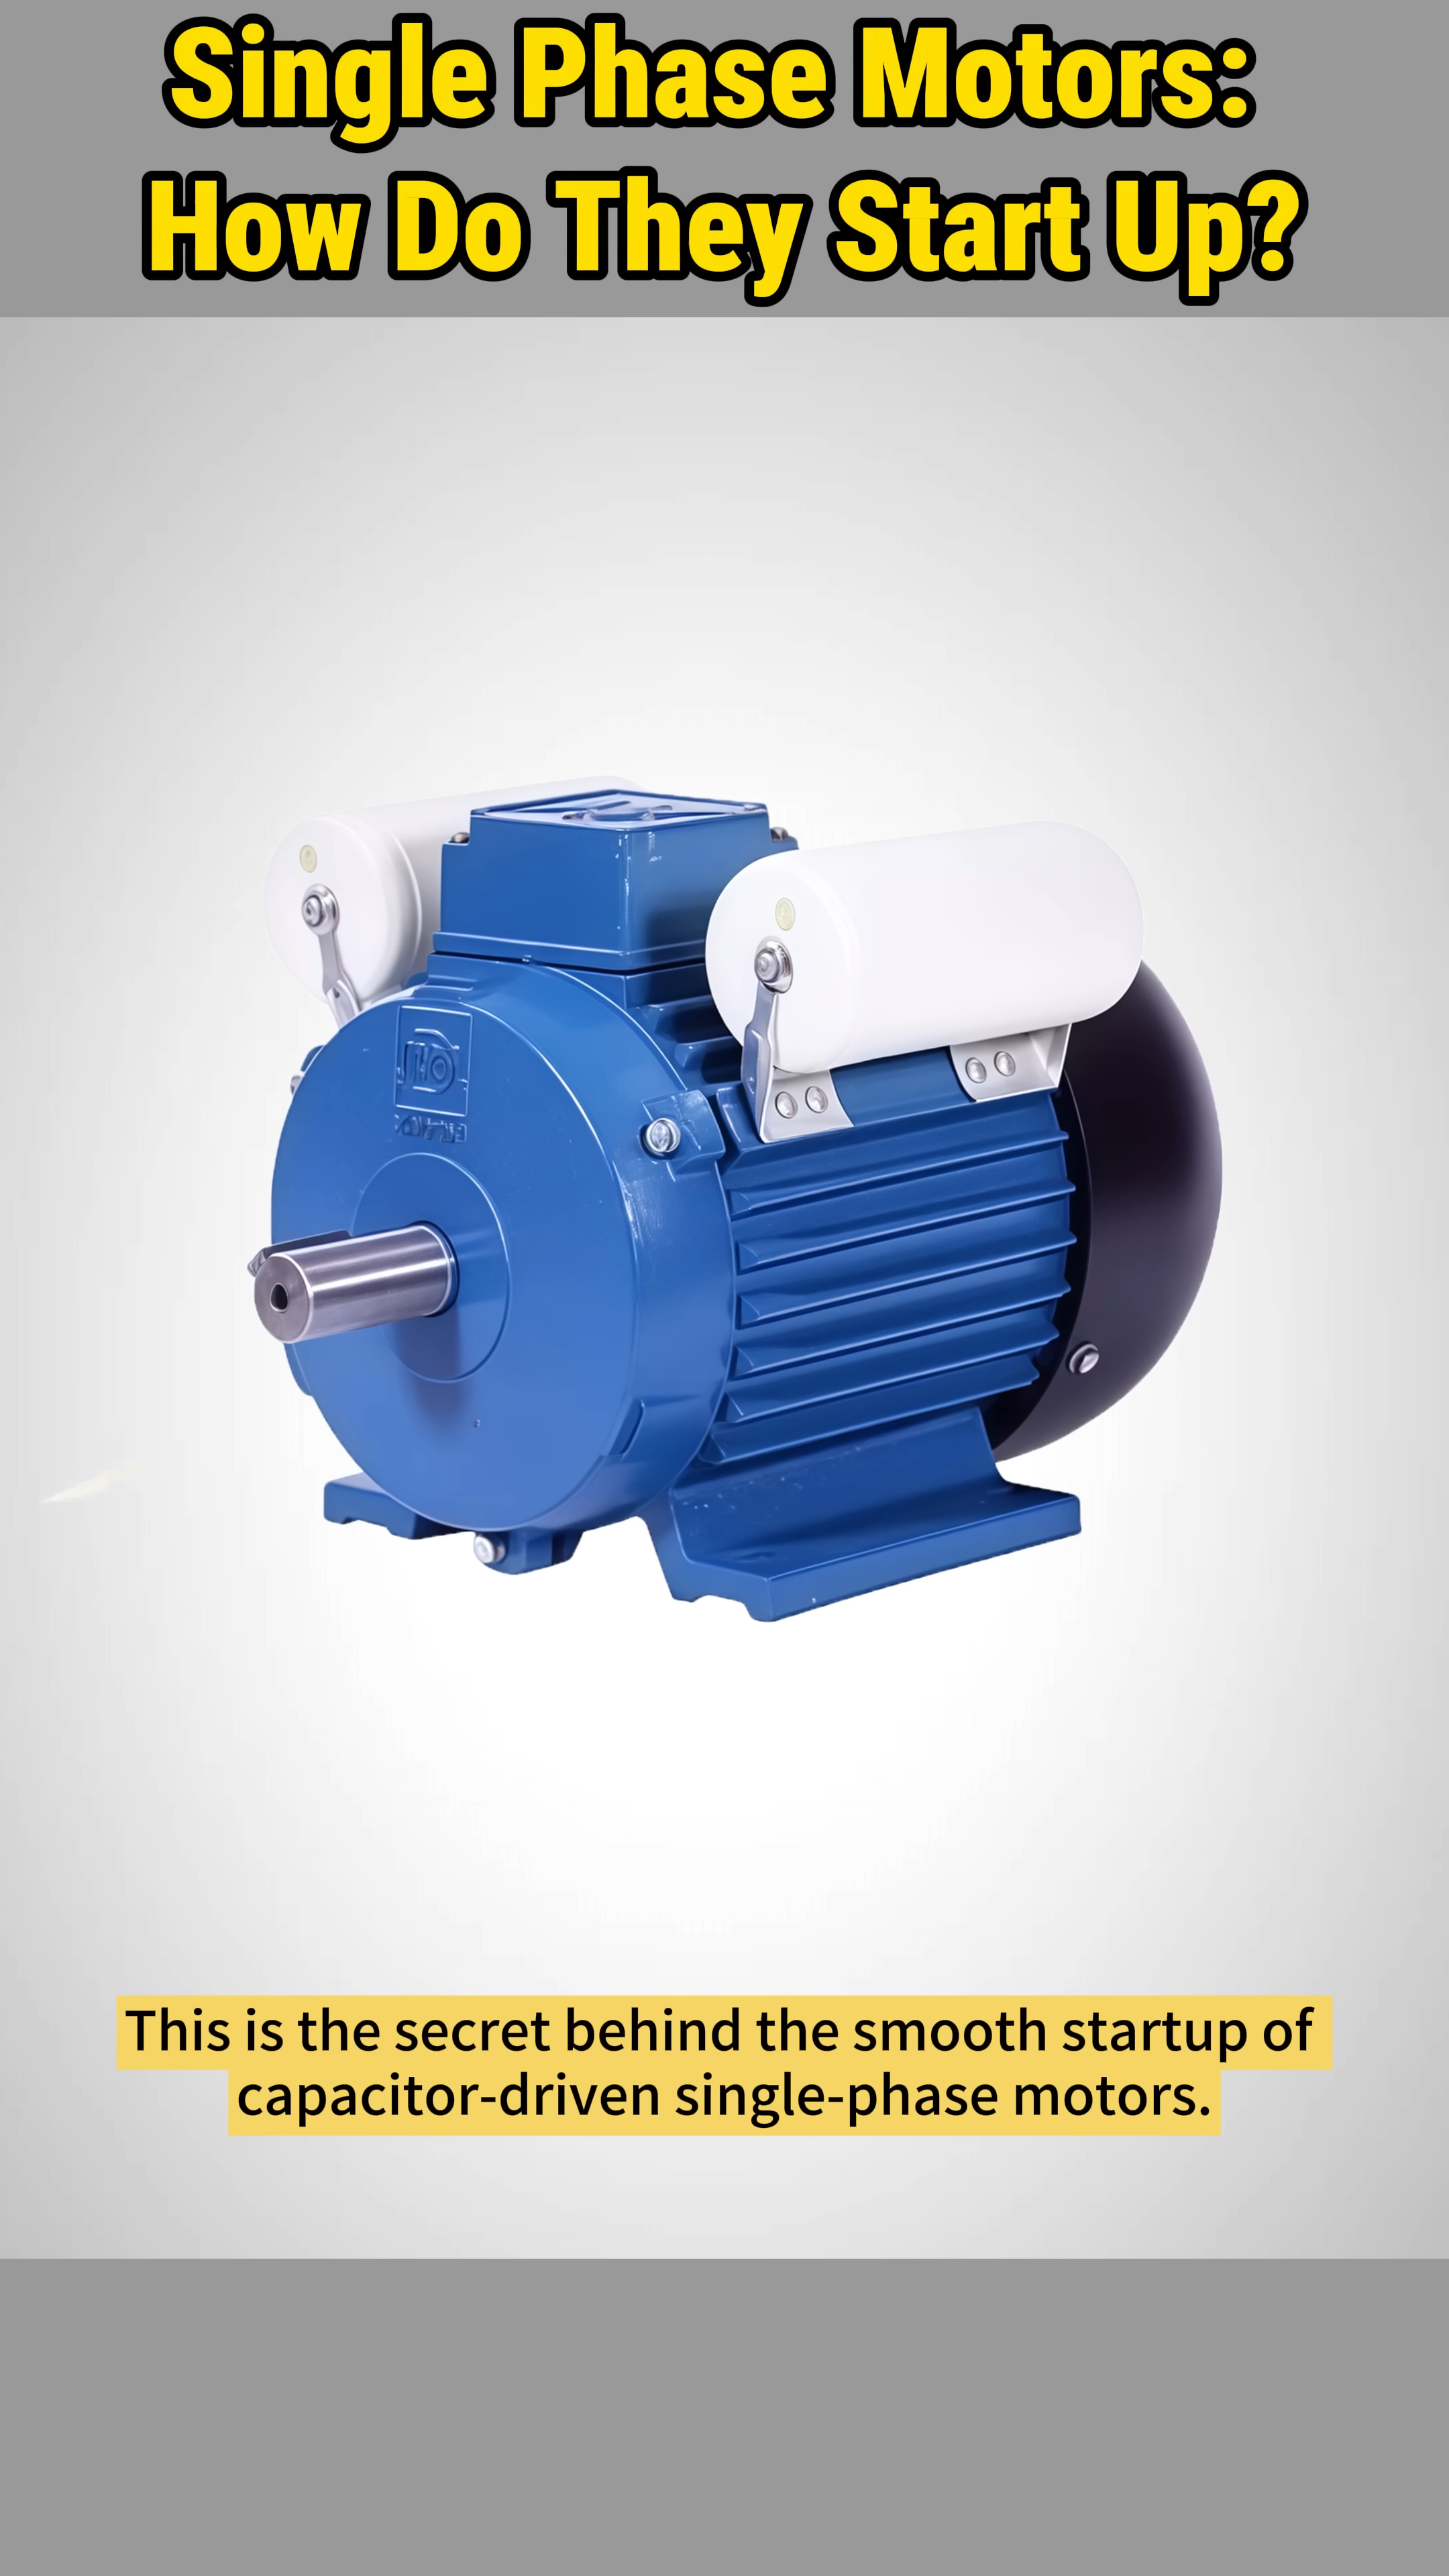 Single Phase Motors:
How Do They Start Up?
This is the secret behind the smooth startup of
capacitor-driven single-phase motors.